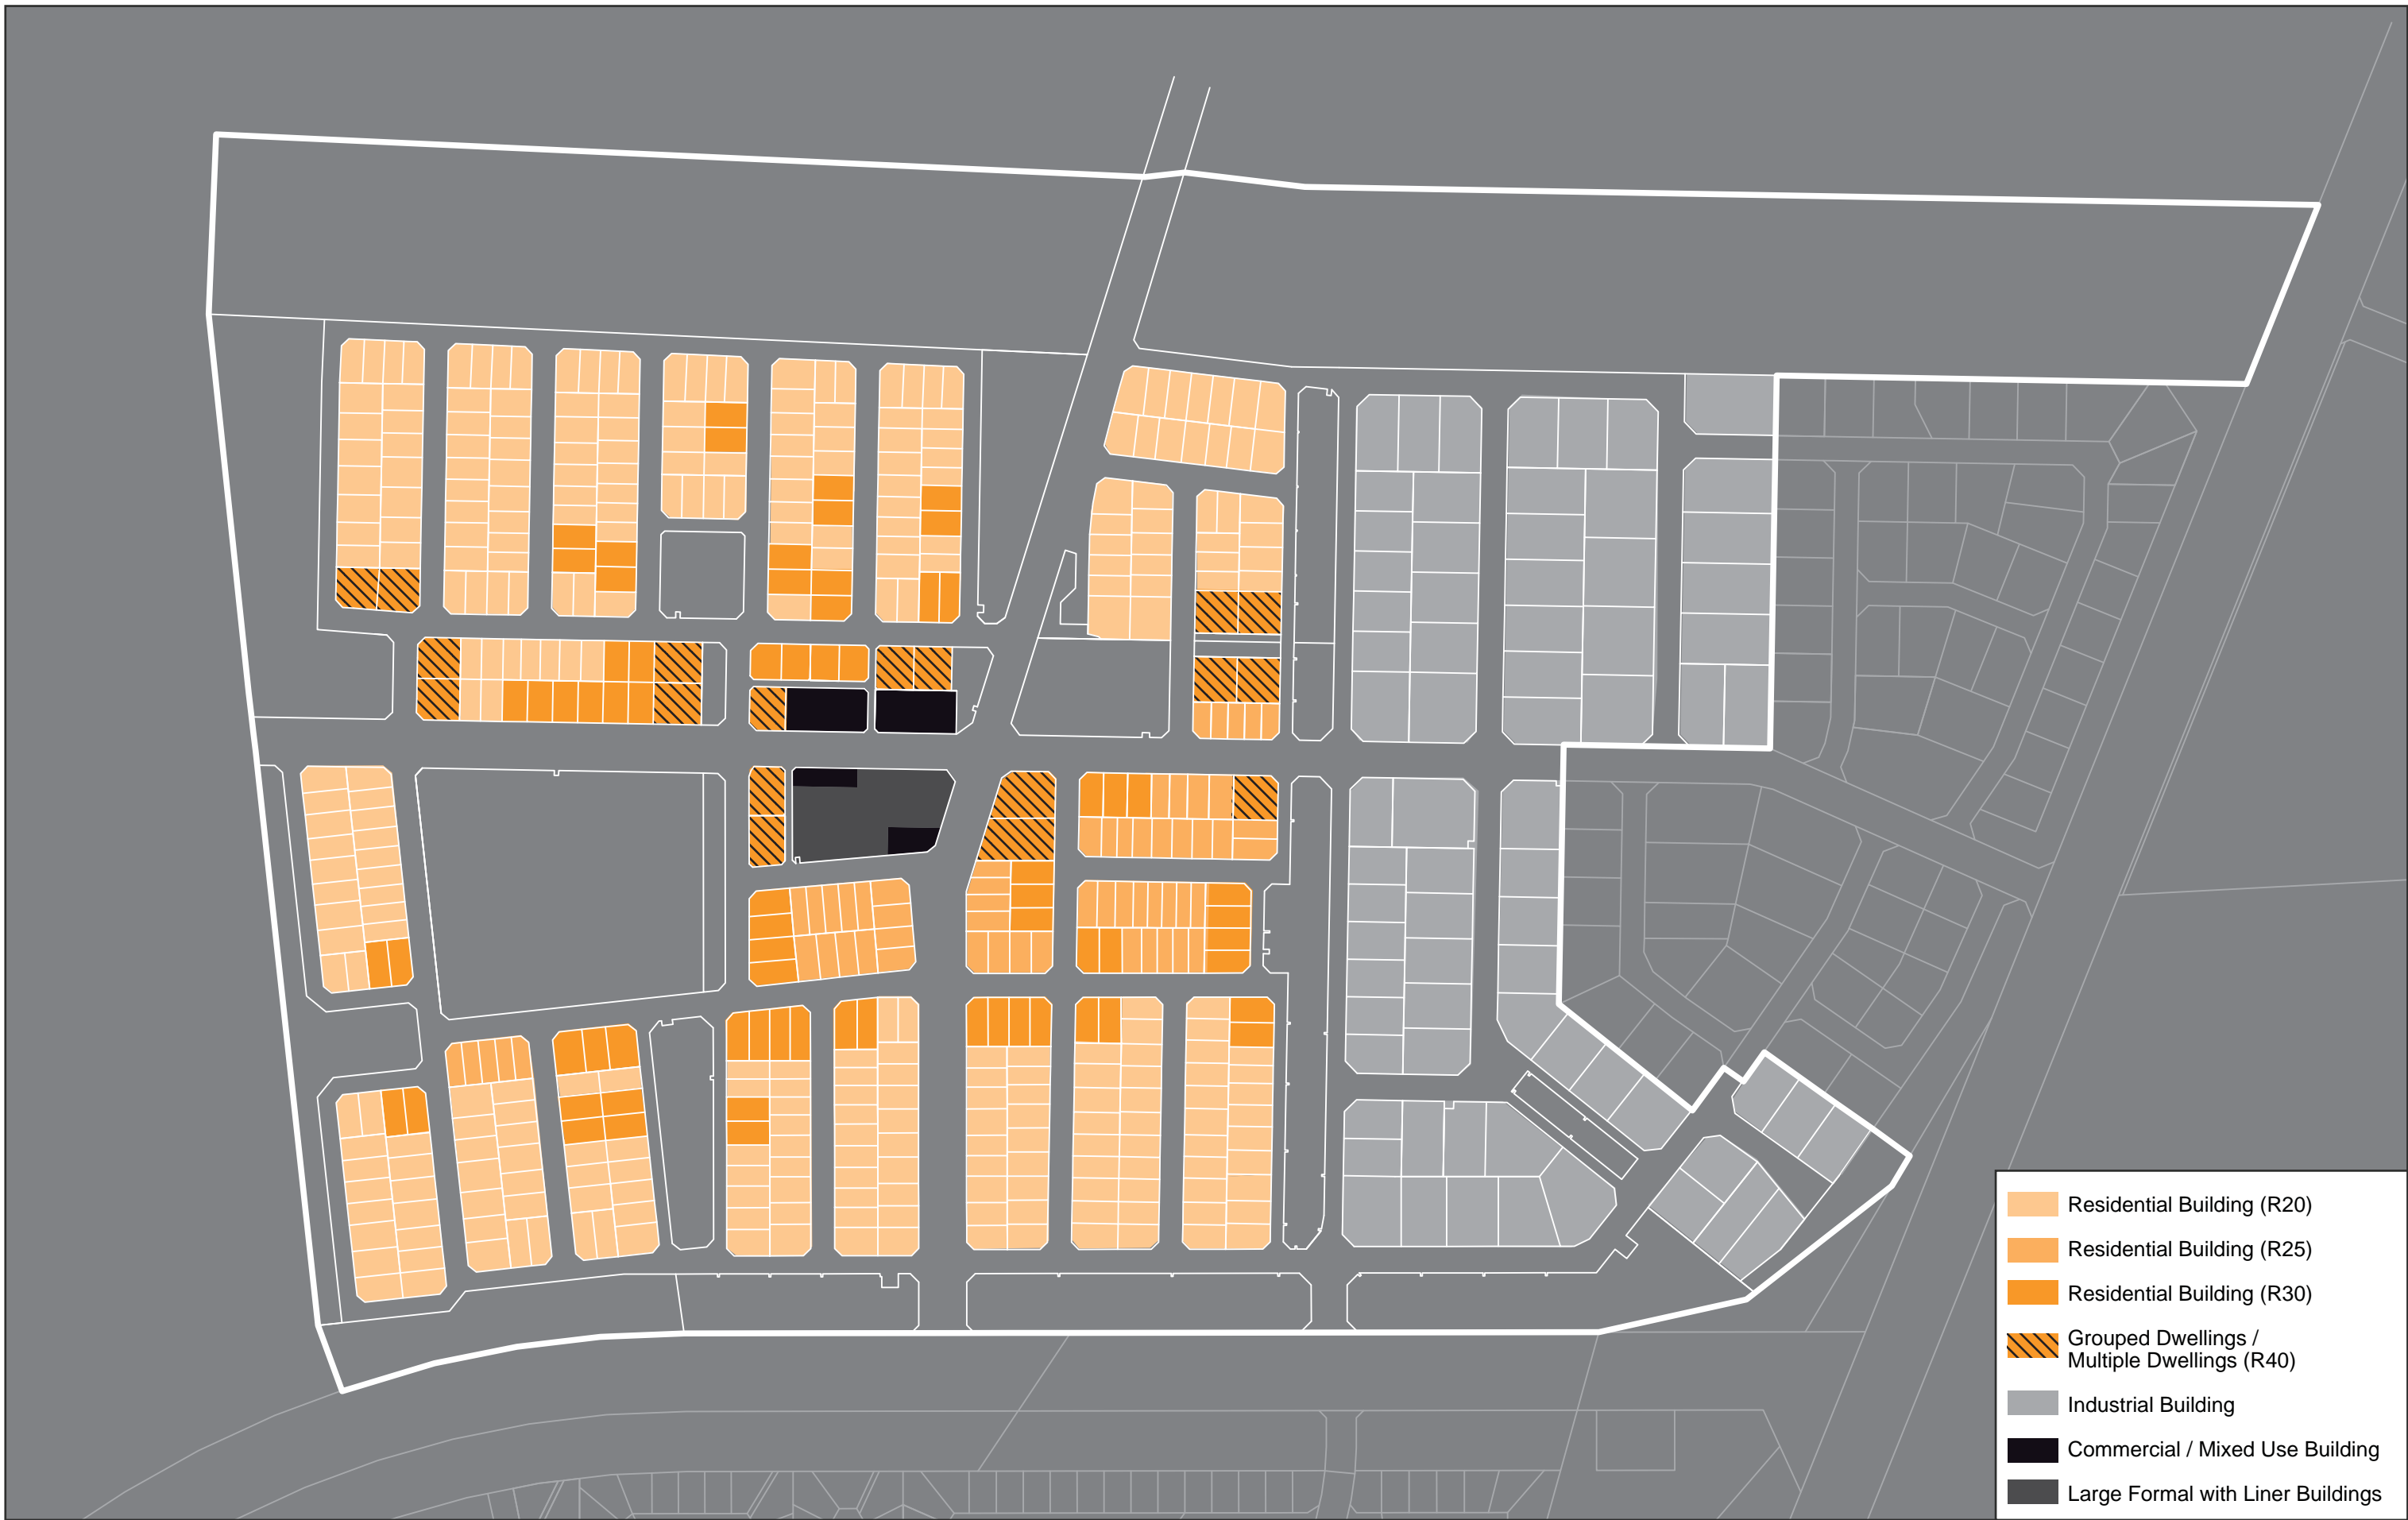 Residential Building (R20)
Residential Building (R25)
Residential Building (R30)
Grouped Dwellings /
Multiple Dwellings (R40)
Industrial Building
Commercial / Mixed Use Building
Large Formal with Liner Buildings